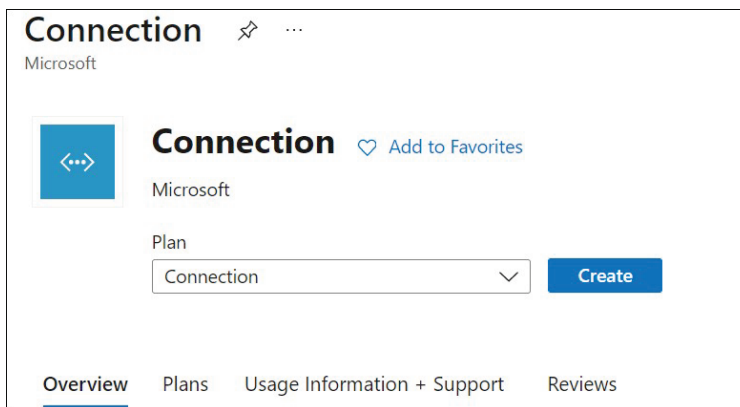 Connection ...
Microsoft
Connection Add to Favorites
Microsoft
Plan
Connection
Create
Overview Plans Usage Information + Support Reviews